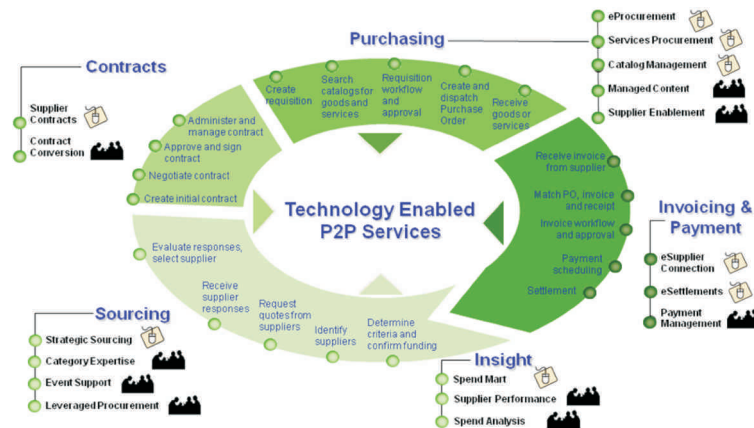 Purchasing
eProcurement
Services Procurement
Catalog Management
Managed Content
Supplier Enablement
Contracts
Supplier
Contracts
Contract
Conversion
Create
requisition
Search
catalogs for
goods and
services
Requisition
workflow
and
approval
Create and
dispatch
Purchase
Order
Receive
goods or
services
Administer and
manage contract
Approve and sign
contract
Negotiate contract
Create initial contract
Receive invoice
from supplier
Match PO, invoice
and receipt
Invoice workflow
and approval
Payment
scheduling
Settlement
Technology Enabled
P2P Services
Invoicing &
Payment
eSupplier
Connection
eSettlements
Payment
Management
Evaluate responses,
select supplier
Receive
supplier
responses
Request
quotes from
suppliers
Identify
suppliers
Determine
criteria and
confirm funding
Sourcing
Strategic Sourcing
Category Expertise
Event Support
Leveraged Procurement
Insight
Spend Mart
Supplier Performance
Spend Analysis